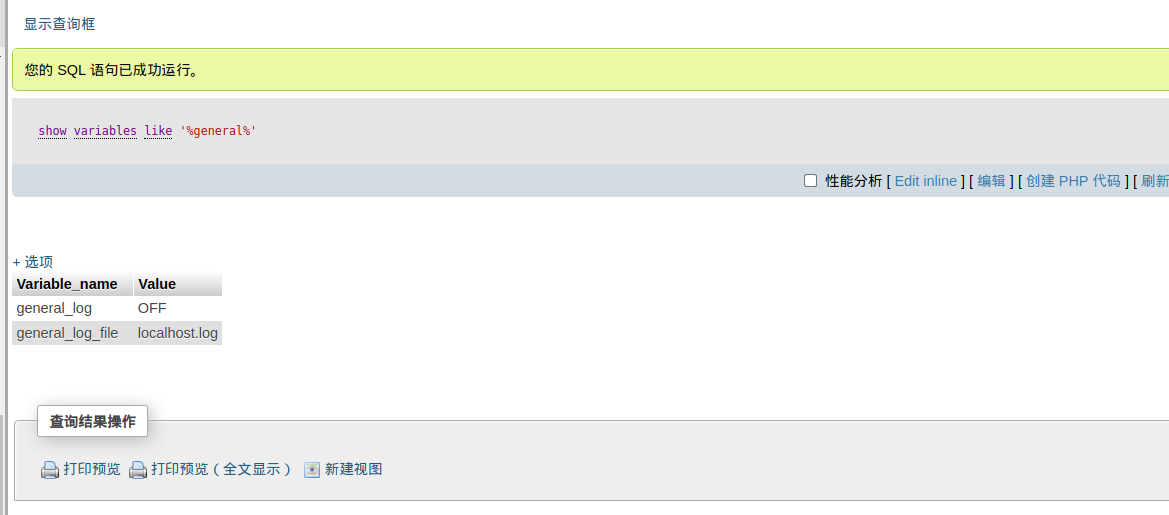 显示查询框
您的 SQL 语句已成功运行。
show variables like '%general%'
性能分析 [ Edit inline ] [ 编辑 ] [ 创建 PHP 代码 ] [ 刷新
+ 选项
Variable_name Value
general_log OFF
general_log_file localhost.log
查询结果操作
打印预览 打印预览 ( 全文显示 ) 新建视图